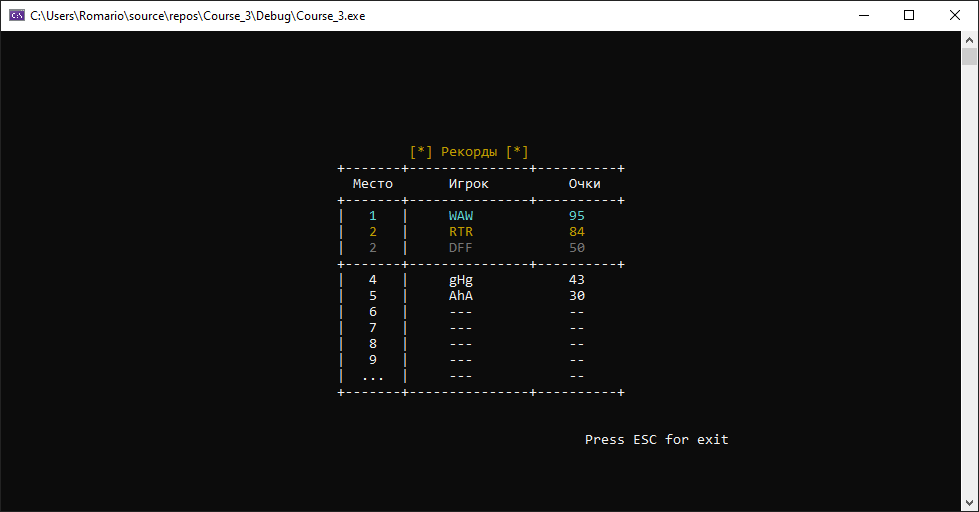 C:\Users\Romario\source\repos\Course_3\Debug\Course_3.exe
[*] Рекорды [*]
+-------+---------------+----------+
Место Игрок Очки
+-------+---------------+----------+
| 1 | WAW 95
| 2 | RTR 84
| 2 | DFF 50
+-------+---------------+----------+
| 4 | gHg 43
| 5 | AhA 30
| 6 | --- --
| 7 | --- --
| 8 | --- --
| 9 | --- --
| ... | --- --
+-------+---------------+----------+
Press ESC for exit